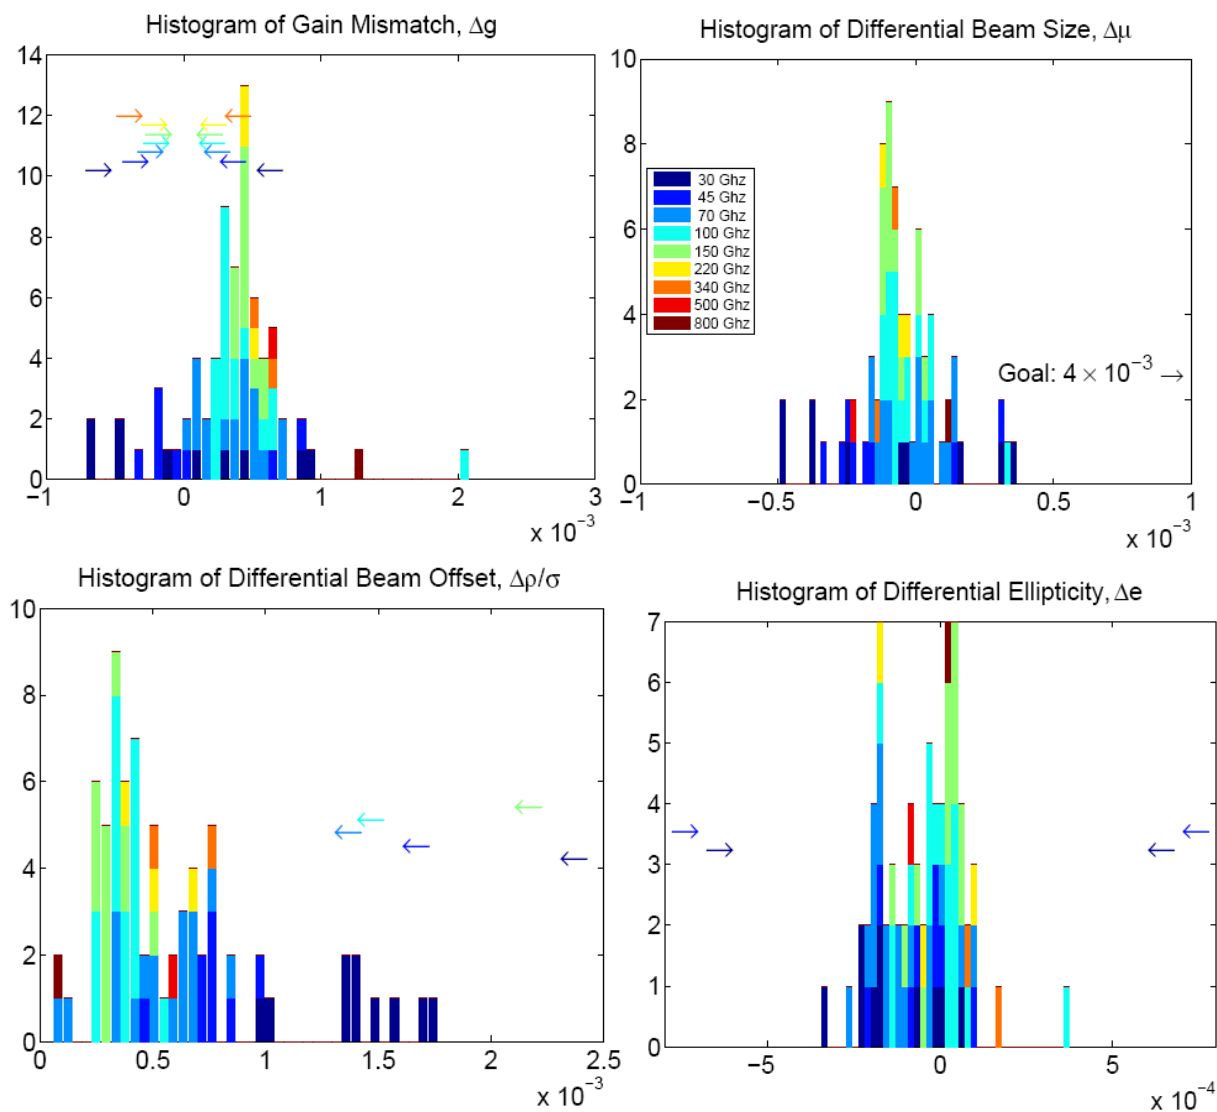 Histogram of Gain Mismatch, Δg
14
12
10
8
6
4
2
0
−1
0
1
2
3
x 10⁻³
Histogram of Differential Beam Size, Δμ
10
8
6
4
2
0
30 Ghz
45 Ghz
70 Ghz
100 Ghz
150 Ghz
220 Ghz
340 Ghz
500 Ghz
800 Ghz
Goal: 4 × 10⁻³ →
−1
−0.5
0
0.5
1
x 10⁻³
Histogram of Differential Beam Offset, Δρ/σ
10
8
6
4
2
0
0
0.5
1
1.5
2
2.5
x 10⁻³
Histogram of Differential Ellipticity, Δe
7
6
5
4
3
2
1
0
−5
0
5
x 10⁻⁴